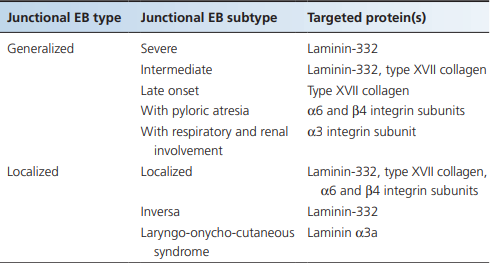 Junctional EB type Junctional EB subtype Targeted protein(s)
Generalized Severe Laminin-332
Intermediate Laminin-332, type XVII collagen
Late onset Type XVII collagen
With pyloric atresia α6 and β4 integrin subunits
With respiratory and renal α3 integrin subunit
involvement
Localized Localized Laminin-332, type XVII collagen,
α6 and β4 integrin subunits
Inversa Laminin-332
Laryngo-onycho-cutaneous Laminin α3a
syndrome